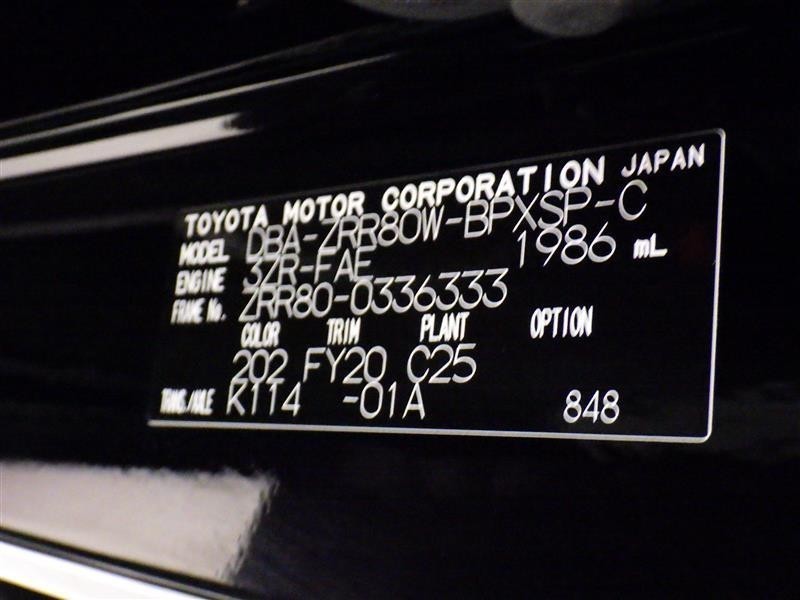 TOYOTA MOTOR CORPORATION JAPAN
MODEL DBA-ZRR80W-BPXSP-C
ENGINE 3ZR-FAE 1986 mL
FRAME No. ZRR80-0336333
COLOR TRIM PLANT OPTION
202 FY20 C25
TRANS/AXLE K114 -01A 848